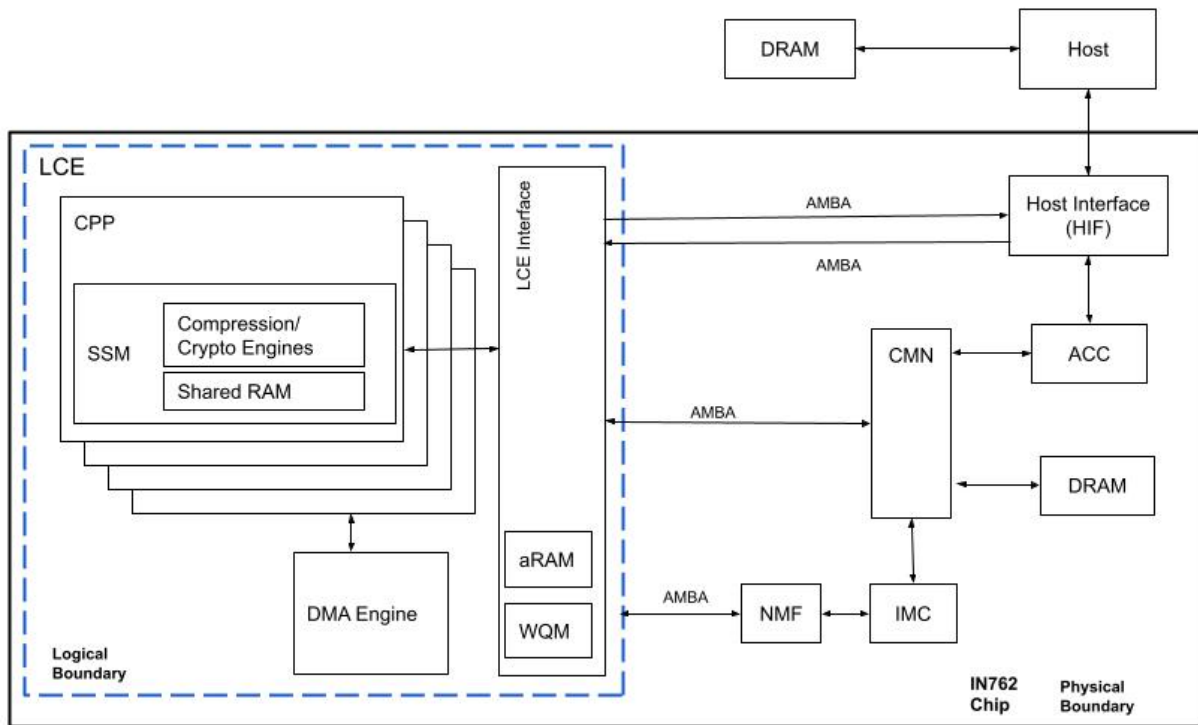 DRAM
Host
LCE
CPP
SSM
Compression/
Crypto Engines
Shared RAM
DMA Engine
Logical
Boundary
LCE Interface
aRAM
WQM
AMBA
AMBA
Host Interface
(HIF)
CMN
ACC
AMBA
DRAM
AMBA
NMF
IMC
IN762
Chip
Physical
Boundary